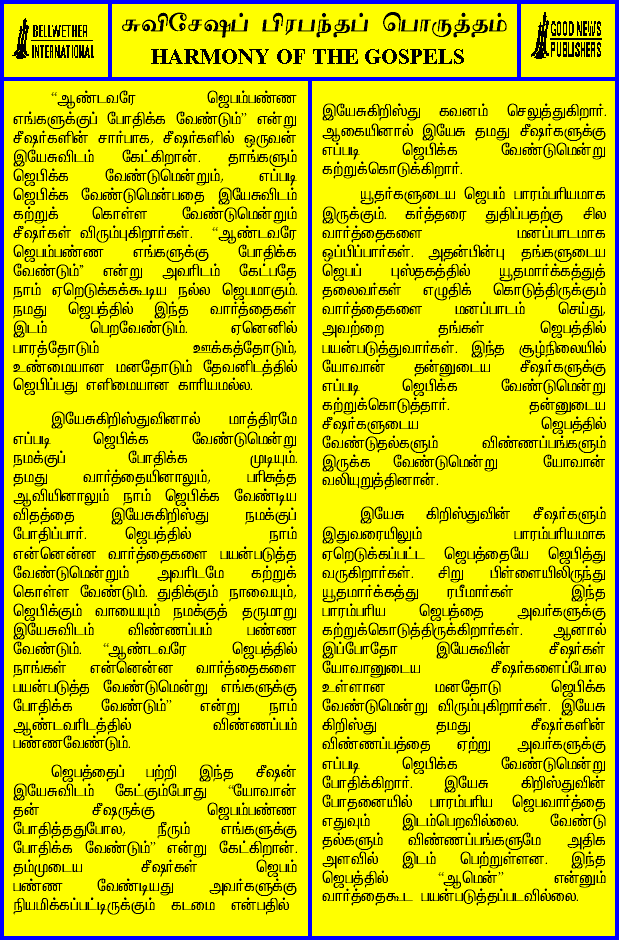 BELLWETHER
INTERNATIONAL
சுவிசேஷப் பிரபந்தப் பொருத்தம்
HARMONY OF THE GOSPELS
GOOD NEWS
PUBLISHERS
"ஆண்டவரே ஜெபம்பண்ண
எங்களுக்குப் போதிக்க வேண்டும்" என்று
சீஷர்களின் சார்பாக, சீஷர்களில் ஒருவன்
இயேசுவிடம் கேட்கிறான். தாங்களும்
ஜெபிக்க வேண்டுமென்றும், எப்படி
ஜெபிக்க வேண்டுமென்பதை இயேசுவிடம்
கற்றுக் கொள்ள வேண்டுமென்றும்
சீஷர்கள் விரும்புகிறார்கள். "ஆண்டவரே
ஜெபம்பண்ண எங்களுக்கு போதிக்க
வேண்டும்" என்று அவரிடம் கேட்பதே
நாம் ஏறெடுக்கக்கூடிய நல்ல ஜெபமாகும்.
நமது ஜெபத்தில் இந்த வார்த்தைகள்
இடம் பெறவேண்டும். ஏனெனில்
பாரத்தோடும் ஊக்கத்தோடும்,
உண்மையான மனதோடும் தேவனிடத்தில்
ஜெபிப்பது எளிமையான காரியமல்ல.
இயேசுகிறிஸ்துவினால் மாத்திரமே
எப்படி ஜெபிக்க வேண்டுமென்று
நமக்குப் போதிக்க முடியும்.
தமது வார்த்தையினாலும், பரிசுத்த
ஆவியினாலும் நாம் ஜெபிக்க வேண்டிய
விதத்தை இயேசுகிறிஸ்து நமக்குப்
போதிப்பார். ஜெபத்தில் நாம்
என்னென்ன வார்த்தைகளை பயன்படுத்த
வேண்டுமென்றும் அவரிடமே கற்றுக்
கொள்ள வேண்டும். துதிக்கும் நாவையும்,
ஜெபிக்கும் வாயையும் நமக்குத் தருமாறு
இயேசுவிடம் விண்ணப்பம் பண்ண
வேண்டும். "ஆண்டவரே ஜெபத்தில்
நாங்கள் என்னென்ன வார்த்தைகளை
பயன்படுத்த வேண்டுமென்று எங்களுக்கு
போதிக்க வேண்டும்" என்று நாம்
ஆண்டவரிடத்தில் விண்ணப்பம்
பண்ணவேண்டும்.
ஜெபத்தைப் பற்றி இந்த சீஷன்
இயேசுவிடம் கேட்கும்போது "யோவான்
தன் சீஷருக்கு ஜெபம்பண்ண
போதித்ததுபோல, நீரும் எங்களுக்கு
போதிக்க வேண்டும்" என்று கேட்கிறான்.
தம்முடைய சீஷர்கள் ஜெபம்
பண்ண வேண்டியது அவர்களுக்கு
நியமிக்கப்பட்டிருக்கும் கடமை என்பதில்
இயேசுகிறிஸ்து கவனம் செலுத்துகிறார்.
ஆகையினால் இயேசு தமது சீஷர்களுக்கு
எப்படி ஜெபிக்க வேண்டுமென்று
கற்றுக்கொடுக்கிறார்.
யூதர்களுடைய ஜெபம் பாரம்பரியமாக
இருக்கும். கர்த்தரை துதிப்பதற்கு சில
வார்த்தைகளை மனப்பாடமாக
ஒப்பிப்பார்கள். அதன்பின்பு தங்களுடைய
ஜெபப் புஸ்தகத்தில் யூதமார்க்கத்துத்
தலைவர்கள் எழுதிக் கொடுத்திருக்கும்
வார்த்தைகளை மனப்பாடம் செய்து,
அவற்றை தங்கள் ஜெபத்தில்
பயன்படுத்துவார்கள். இந்த சூழ்நிலையில்
யோவான் தன்னுடைய சீஷர்களுக்கு
எப்படி ஜெபிக்க வேண்டுமென்று
கற்றுக்கொடுத்தார். தன்னுடைய
சீஷர்களுடைய ஜெபத்தில்
வேண்டுதல்களும் விண்ணப்பங்களும்
இருக்க வேண்டுமென்று யோவான்
வலியுறுத்தினான்.
இயேசு கிறிஸ்துவின் சீஷர்களும்
இதுவரையிலும் பாரம்பரியமாக
ஏறெடுக்கப்பட்ட ஜெபத்தையே ஜெபித்து
வருகிறார்கள். சிறு பிள்ளையிலிருந்து
யூதமார்க்கத்து ரபீமார்கள் இந்த
பாரம்பரிய ஜெபத்தை அவர்களுக்கு
கற்றுக்கொடுத்திருக்கிறார்கள். ஆனால்
இப்போதோ இயேசுவின் சீஷர்கள்
யோவானுடைய சீஷர்களைப்போல
உள்ளான மனதோடு ஜெபிக்க
வேண்டுமென்று விரும்புகிறார்கள். இயேசு
கிறிஸ்து தமது சீஷர்களின்
விண்ணப்பத்தை ஏற்று அவர்களுக்கு
எப்படி ஜெபிக்க வேண்டுமென்று
போதிக்கிறார். இயேசு கிறிஸ்துவின்
போதனையில் பாரம்பரிய ஜெபவார்த்தை
எதுவும் இடம்பெறவில்லை. வேண்டு
தல்களும் விண்ணப்பங்களுமே அதிக
அளவில் இடம் பெற்றுள்ளன. இந்த
ஜெபத்தில் "ஆமென்" என்னும்
வார்த்தைகூட பயன்படுத்தப்படவில்லை.